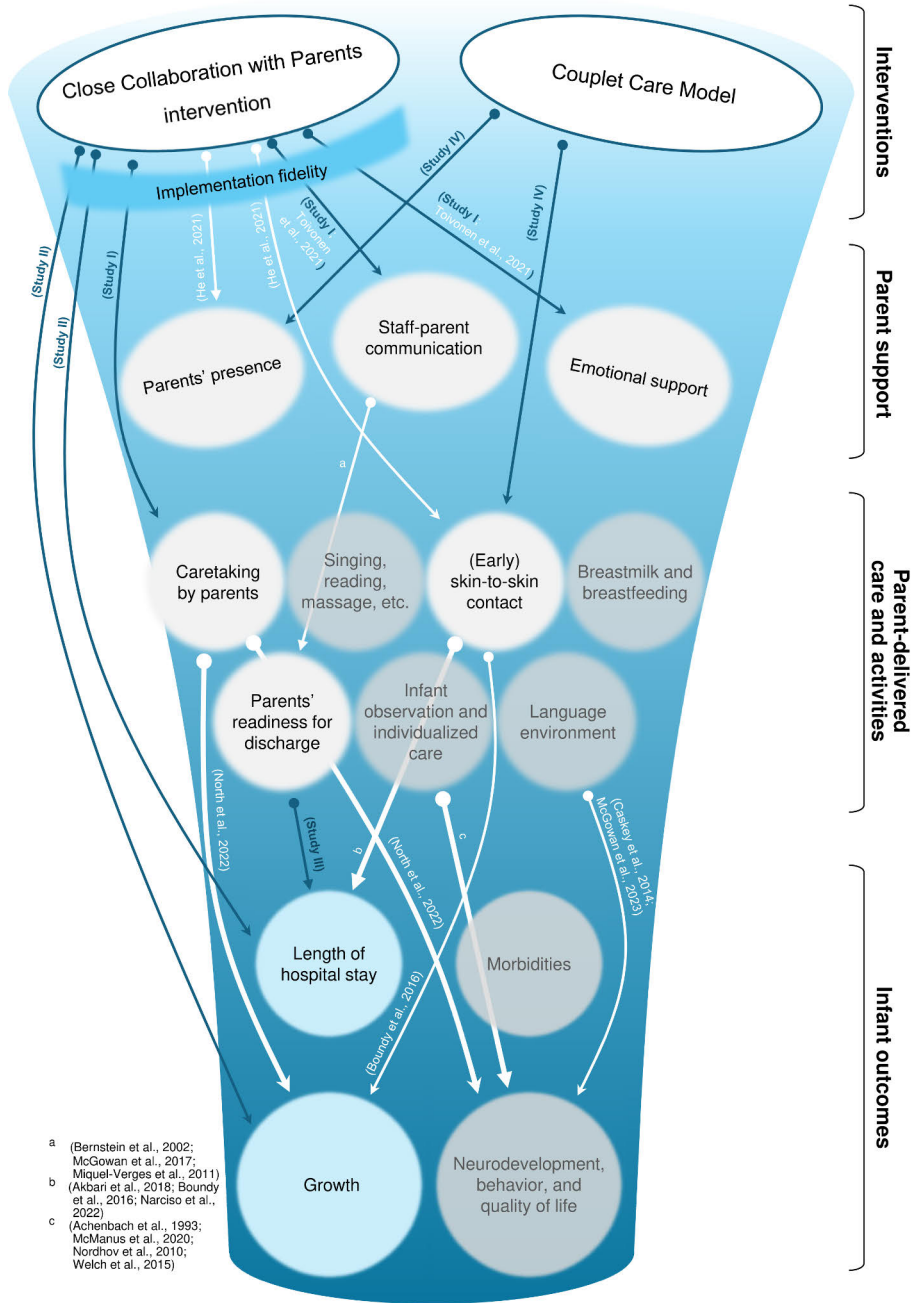 Close Collaboration with Parents
intervention
Couplet Care Model
Implementation fidelity
Interventions
(Study II)
(Study II)
(Study I)
(He et al., 2021)
(He et al., 2021)
(Study I
Toivonen
et al., 2021)
(Study IV)
(Study I
Toivonen et al., 2021)
(Study IV)
Parent support
Parents’ presence
Staff-parent
communication
Emotional support
a
Parent-delivered
care and activities
Caretaking
by parents
Singing,
reading,
massage, etc.
(Early)
skin-to-skin
contact
Breastmilk and
breastfeeding
Parents’
readiness for
discharge
Infant
observation and
individualized
care
Language
environment
(North et al., 2022)
(Study III)
b
(North et al., 2022)
c
(Boundy et al., 2016)
(Caskey et al., 2014;
McGowan et al., 2023)
Infant outcomes
Length of
hospital stay
Morbidities
Growth
Neurodevelopment,
behavior, and
quality of life
a (Bernstein et al., 2002;
McGowan et al., 2017;
Miquel-Verges et al., 2011)
b (Akbari et al., 2018; Boundy
et al., 2016; Narciso et al.,
2022)
c (Achenbach et al., 1993;
McManus et al., 2020;
Nordhov et al., 2010;
Welch et al., 2015)